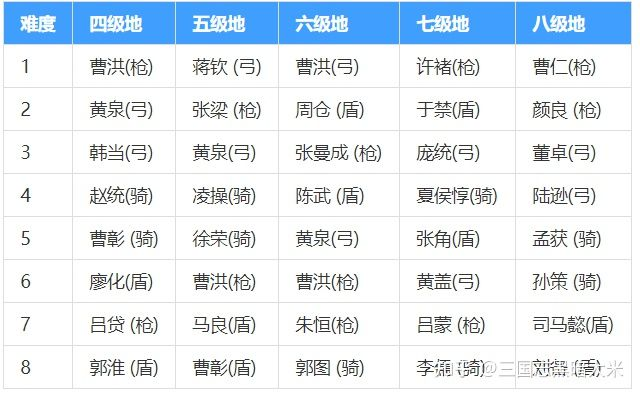 难度 四级地 五级地 六级地 七级地 八级地
1 曹洪(枪) 蒋钦 (弓) 曹洪(弓) 许褚(枪) 曹仁(枪)
2 黄泉(弓) 张梁 (枪) 周仓 (盾) 于禁(盾) 颜良 (枪)
3 韩当(弓) 黄泉(弓) 张曼成 (枪) 庞统(弓) 董卓(弓)
4 赵统(骑) 凌操(骑) 陈武 (盾) 夏侯惇(骑) 陆逊(弓)
5 曹彰 (骑) 徐荣(骑) 黄泉(弓) 张角(盾) 孟获 (骑)
6 廖化(盾) 曹洪(枪) 曹洪(枪) 黄盖(弓) 孙策 (骑)
7 吕贷 (枪) 马良(盾) 朱恒(枪) 吕蒙 (枪) 司马懿(盾)
8 郭淮 (盾) 曹彰(盾) 郭图 (骑) 李 (骑) (盾)
知乎 @三国志黑暗大米